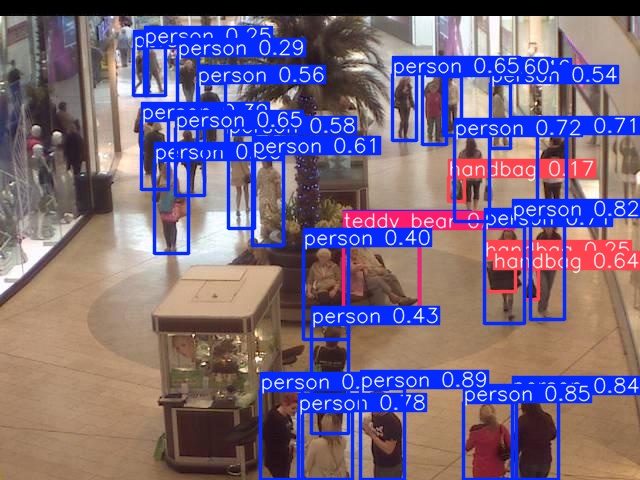 person 0.25
person 0.29
person 0.56
person 0.65
person 0.54
person 0.65
person 0.58
person 0.72
0.71
person
person 0.61
handbag 0.17
person 0.82
teddy bear
person 0.40
handbag 0.25
handbag 0.64
person 0.43
person 0.
person 0.89
person 0.84
person 0.78
person 0.85